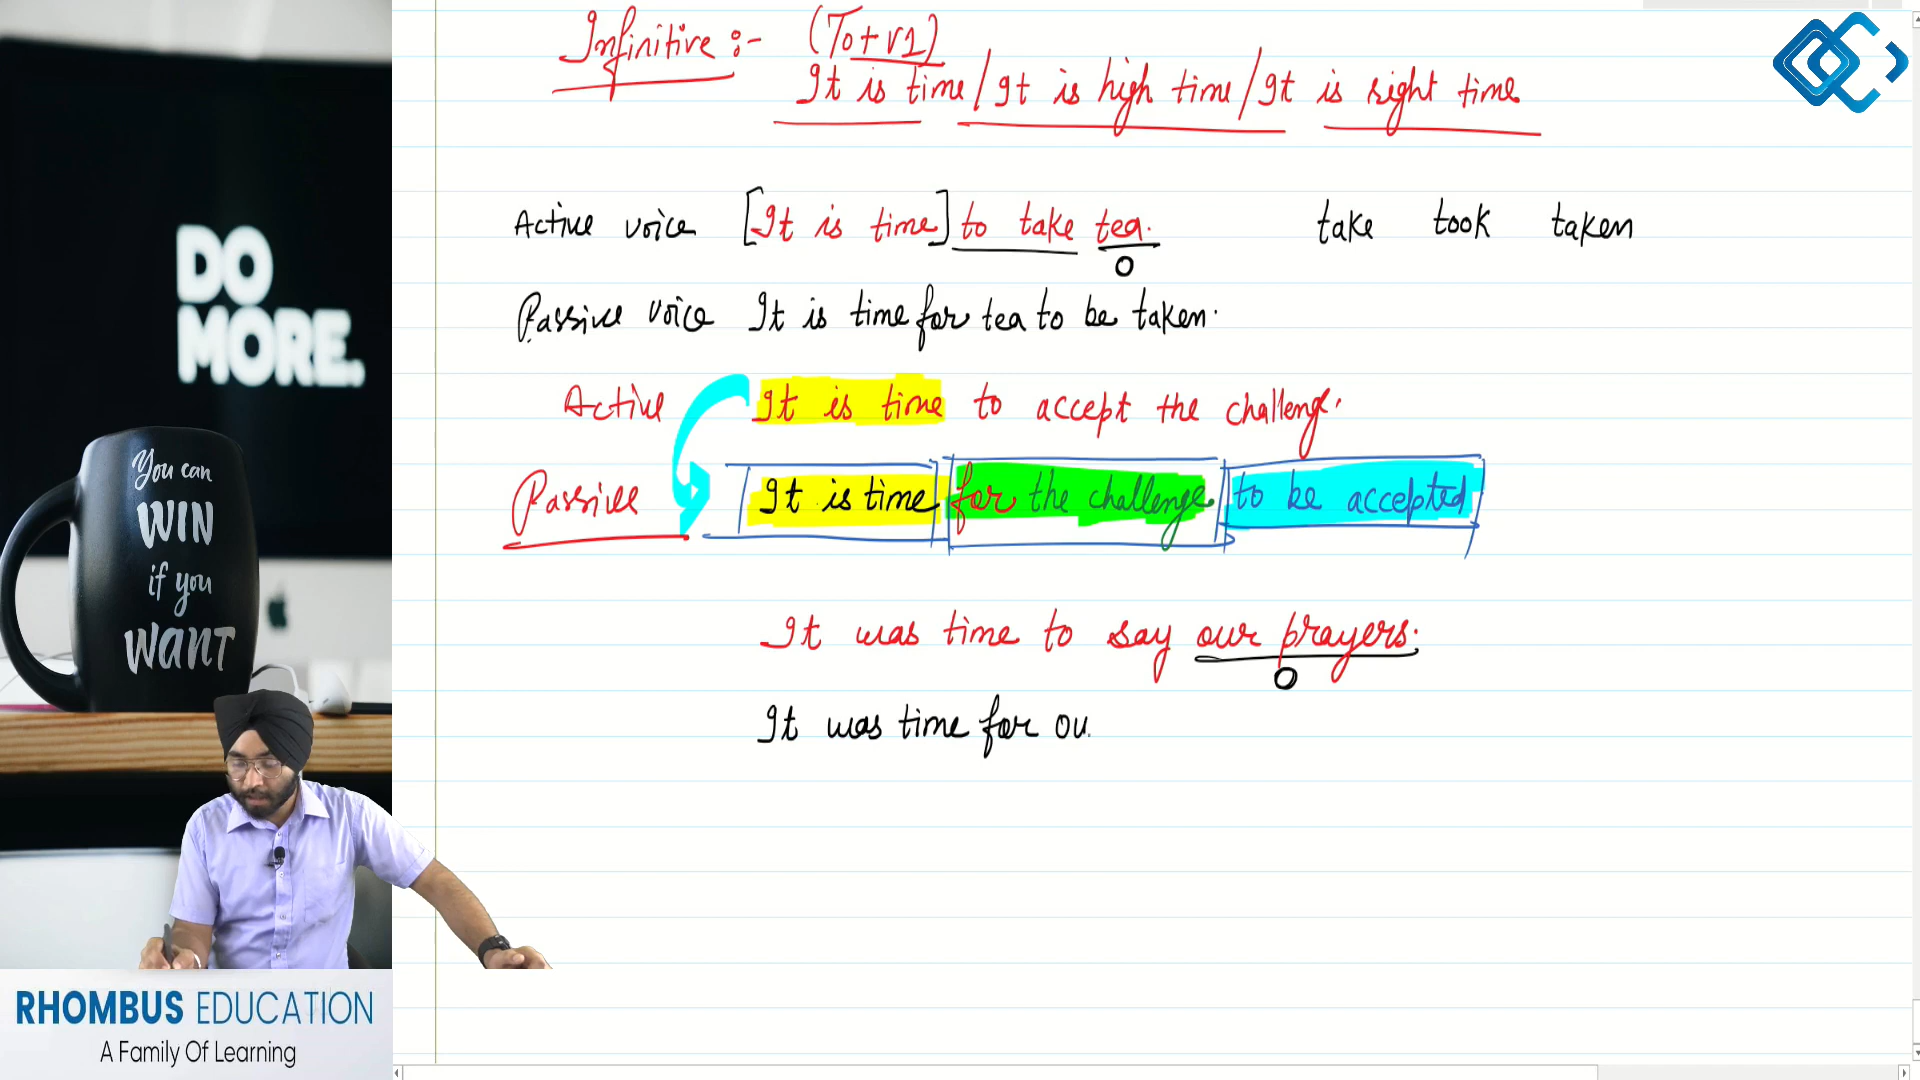 Infinitive :- (To+V1)
It is time / It is high time / It is right time
Active voice [It is time] to take tea. take took taken
O
Passive voice It is time for tea to be taken.
Active It is time to accept the challenge.
Passive It is time for the challenge to be accepted
It was time to say our prayers.
O
It was time for ou
DO
MORE.
You can
WIN
if you
WANT
RHOMBUS EDUCATION
A Family Of Learning